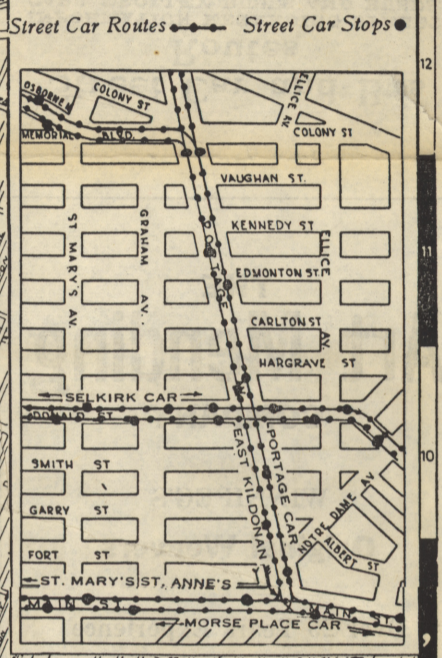 Street Car Routes Street Car Stops
12
OSBORNE N.
COLONY ST
ELLICE AV.
MEMORIAL BLVD.
COLONY ST
VAUGHAN ST.
ST MARY'S AV.
GRAHAM AV.
PORTAGE
KENNEDY ST
ELLICE AV.
11
EDMONTON ST.
CARLTON ST
HARGRAVE ST
SELKIRK CAR
DONALD ST
EAST KILDONAN
PORTAGE CAR
SMITH ST
10
NOTRE DAME AV
GARRY ST
ALBERT ST
FORT ST
ST. MARY'S ST. ANNE'S
MAIN ST.
MAIN ST.
MORSE PLACE CAR
9